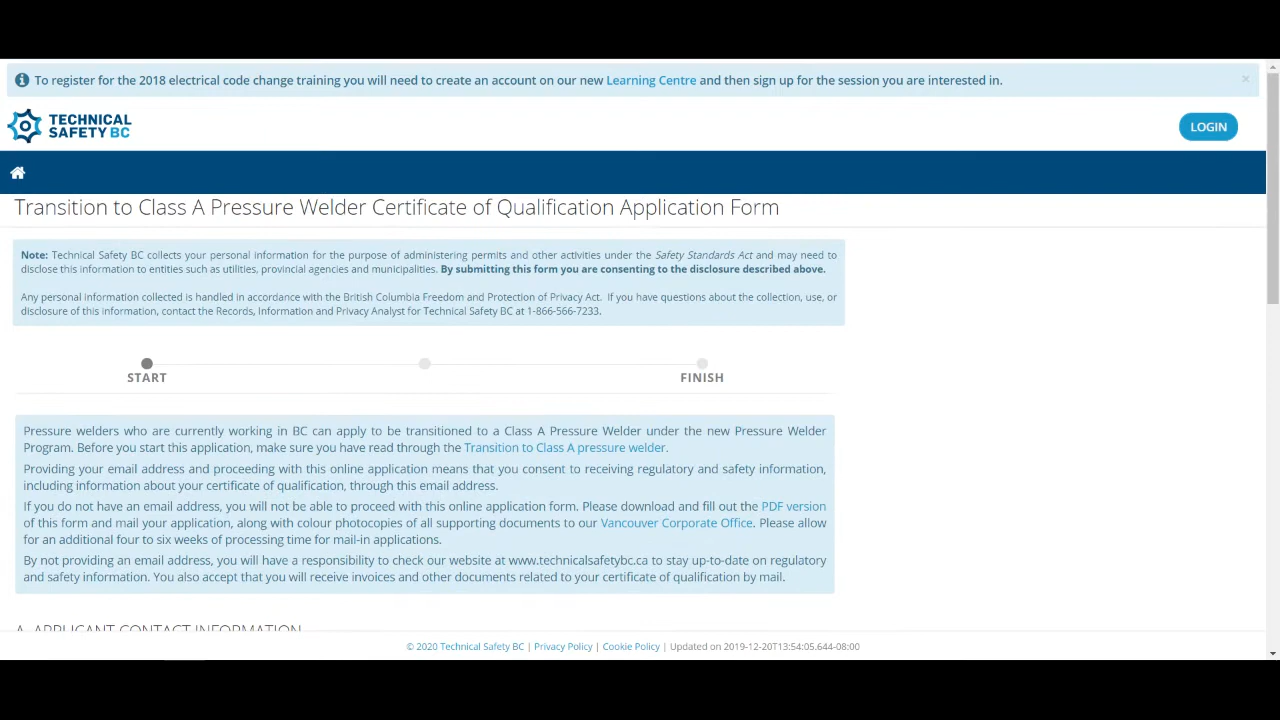 To register for the 2018 electrical code change training you will need to create an account on our new Learning Centre and then sign up for the session you are interested in.
×
TECHNICAL
SAFETY BC
LOGIN
Transition to Class A Pressure Welder Certificate of Qualification Application Form
Note: Technical Safety BC collects your personal information for the purpose of administering permits and other activities under the Safety Standards Act and may need to
disclose this information to entities such as utilities, provincial agencies and municipalities. By submitting this form you are consenting to the disclosure described above.
Any personal information collected is handled in accordance with the British Columbia Freedom and Protection of Privacy Act. If you have questions about the collection, use, or
disclosure of this information, contact the Records, Information and Privacy Analyst for Technical Safety BC at 1-866-566-7233.
START
FINISH
Pressure welders who are currently working in BC can apply to be transitioned to a Class A Pressure Welder under the new Pressure Welder
Program. Before you start this application, make sure you have read through the Transition to Class A pressure welder.
Providing your email address and proceeding with this online application means that you consent to receiving regulatory and safety information,
including information about your certificate of qualification, through this email address.
If you do not have an email address, you will not be able to proceed with this online application form. Please download and fill out the PDF version
of this form and mail your application, along with colour photocopies of all supporting documents to our Vancouver Corporate Office. Please allow
for an additional four to six weeks of processing time for mail-in applications.
By not providing an email address, you will have a responsibility to check our website at www.technicalsafetybc.ca to stay up-to-date on regulatory
and safety information. You also accept that you will receive invoices and other documents related to your certificate of qualification by mail.
A. APPLICANT CONTACT INFORMATION
© 2020 Technical Safety BC | Privacy Policy | Cookie Policy | Updated on 2019-12-20T13:54:05.644-08:00